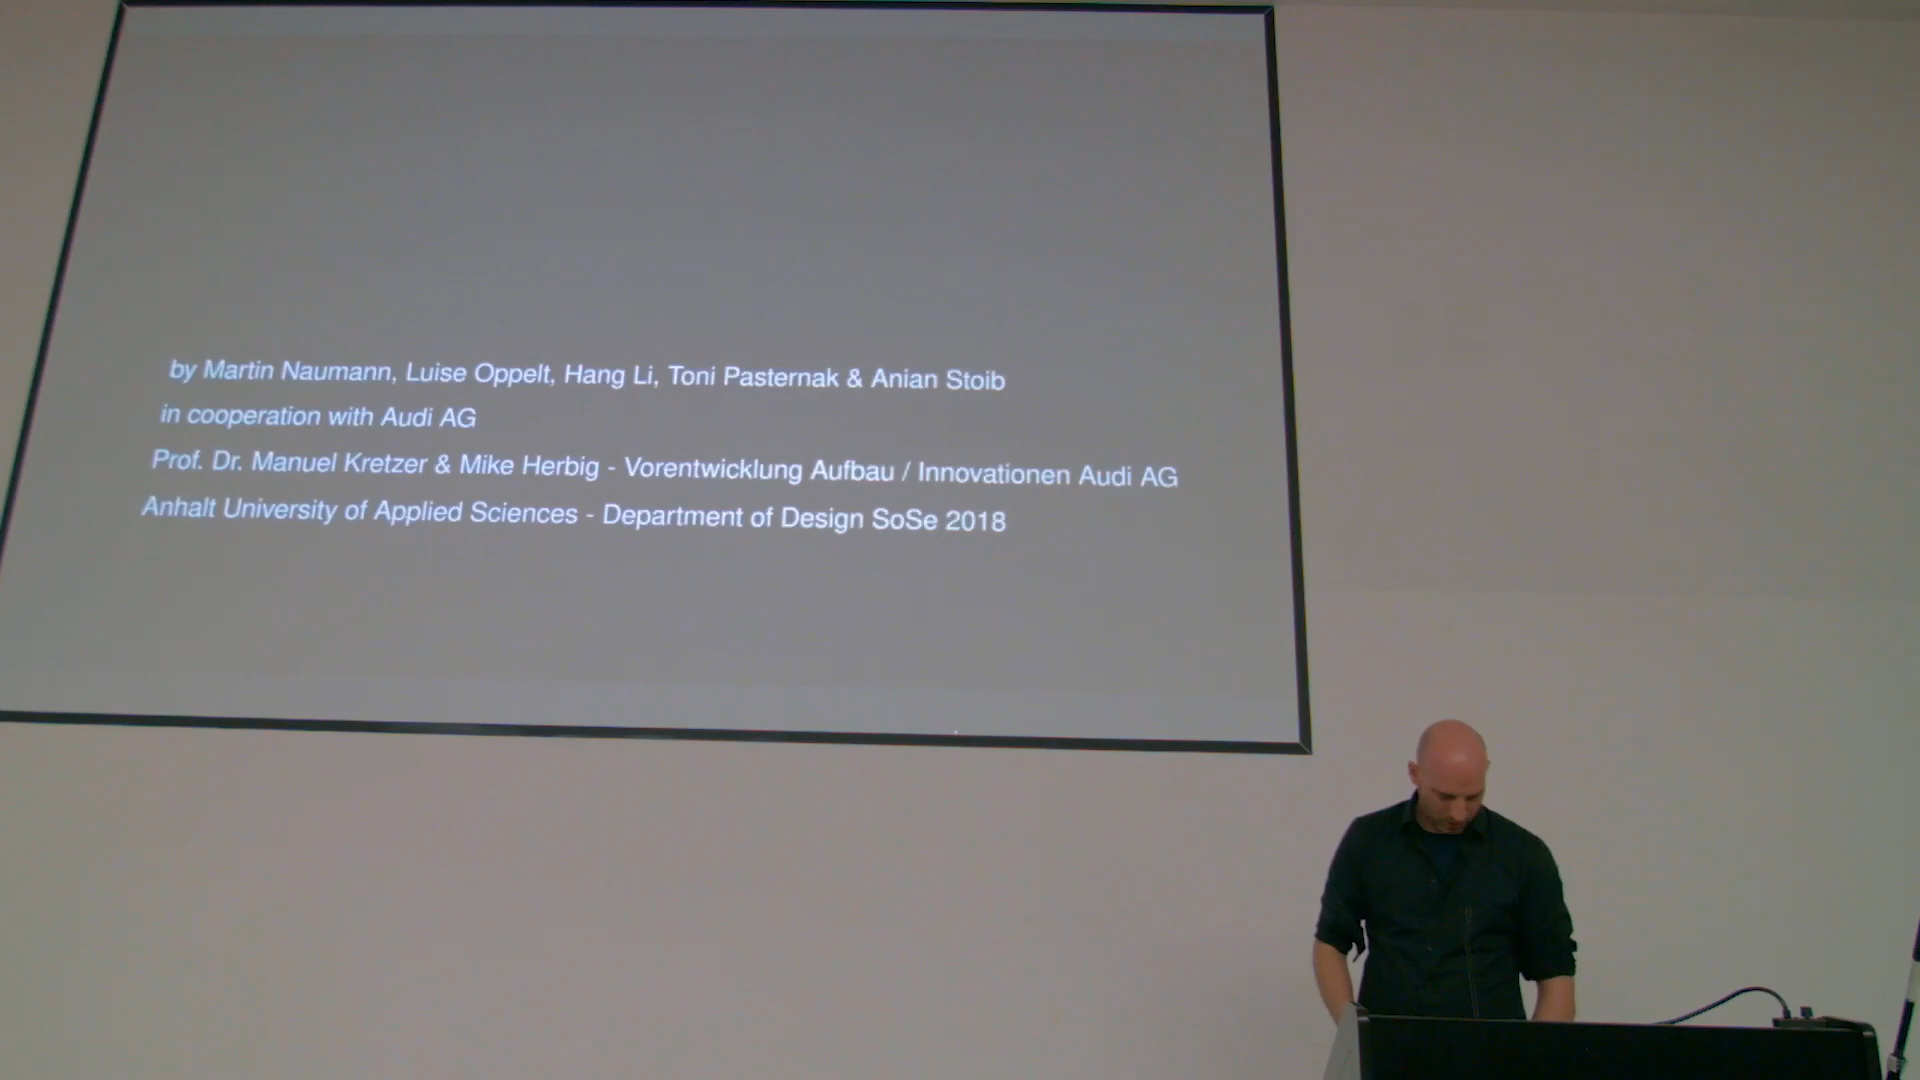 by Martin Naumann, Luise Oppelt, Hang Li, Toni Pasternak & Anian Stoib
in cooperation with Audi AG
Prof. Dr. Manuel Kretzer & Mike Herbig - Vorentwicklung Aufbau / Innovationen Audi AG
Anhalt University of Applied Sciences - Department of Design SoSe 2018